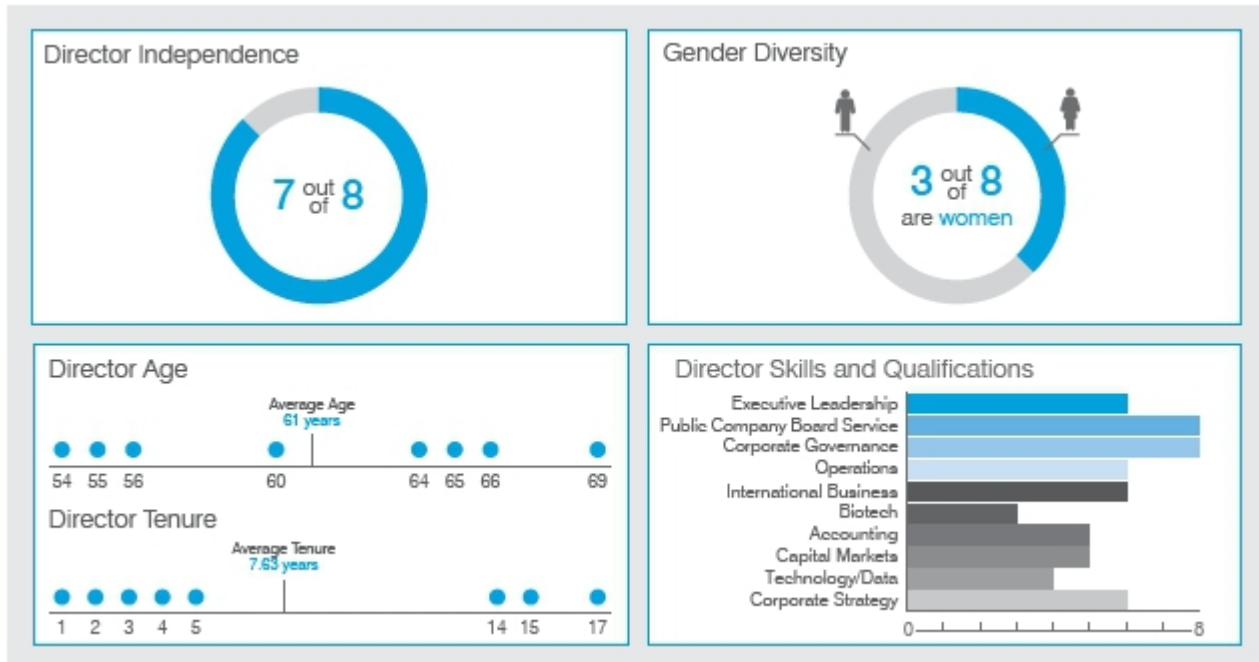 Director Independence
7 out of 8
Gender Diversity
3 out of 8
are women
Director Age
Average Age
61 years
54 55 56 60 64 65 66 69
Director Tenure
Average Tenure
7.63 years
1 2 3 4 5 14 15 17
Director Skills and Qualifications
Executive Leadership
Public Company Board Service
Corporate Governance
Operations
International Business
Biotech
Accounting
Capital Markets
Technology/Data
Corporate Strategy
0 8